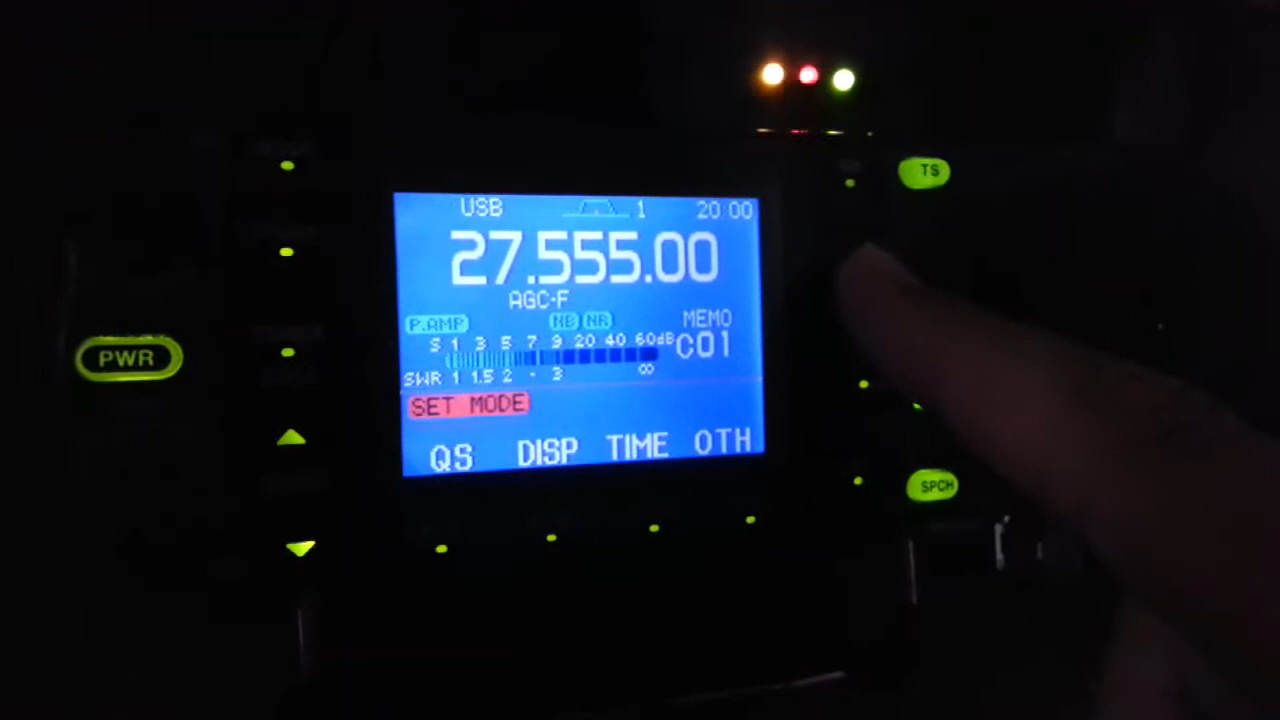 USB 1 20:00
27.555.00
AGC-F
P.AMP NB NR MEMO
S 1 3 5 7 9 20 40 60dB C01
SWR 1 1.5 2 - 3 ∞
SET MODE
QS DISP TIME OTH
PWR
TS
SPCH